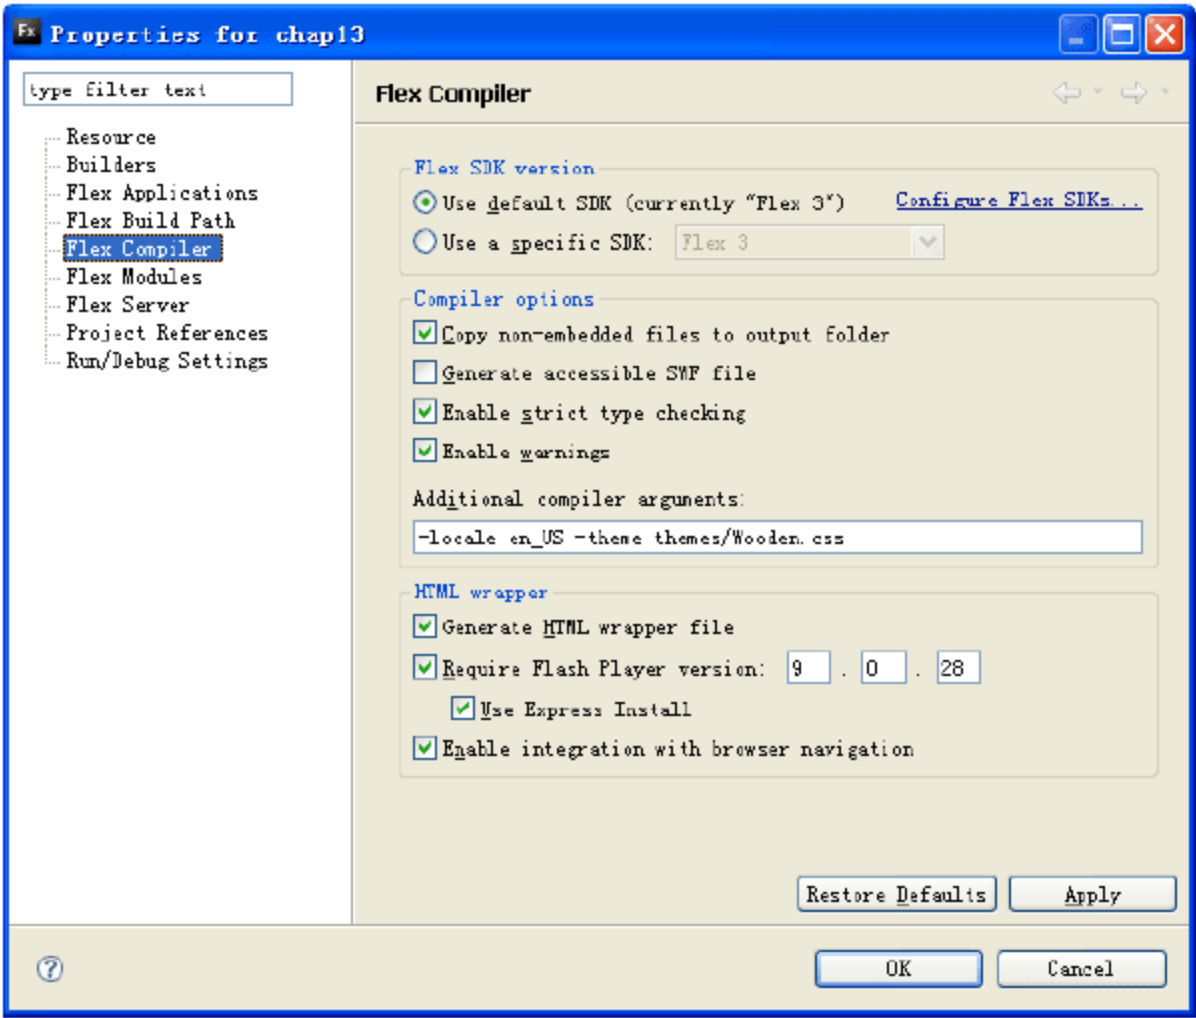 Fx Properties for chap13
type filter text
Resource
Builders
Flex Applications
Flex Build Path
Flex Compiler
Flex Modules
Flex Server
Project References
Run/Debug Settings
Flex Compiler
Flex SDK version
Use default SDK (currently "Flex 3") Configure Flex SDKs...
Use a specific SDK: Flex 3
Compiler options
Copy non-embedded files to output folder
Generate accessible SWF file
Enable strict type checking
Enable warnings
Additional compiler arguments:
-locale en_US -theme themes/Wooden.css
HTML wrapper
Generate HTML wrapper file
Require Flash Player version: 9 . 0 . 28
Use Express Install
Enable integration with browser navigation
Restore Defaults Apply
? OK Cancel